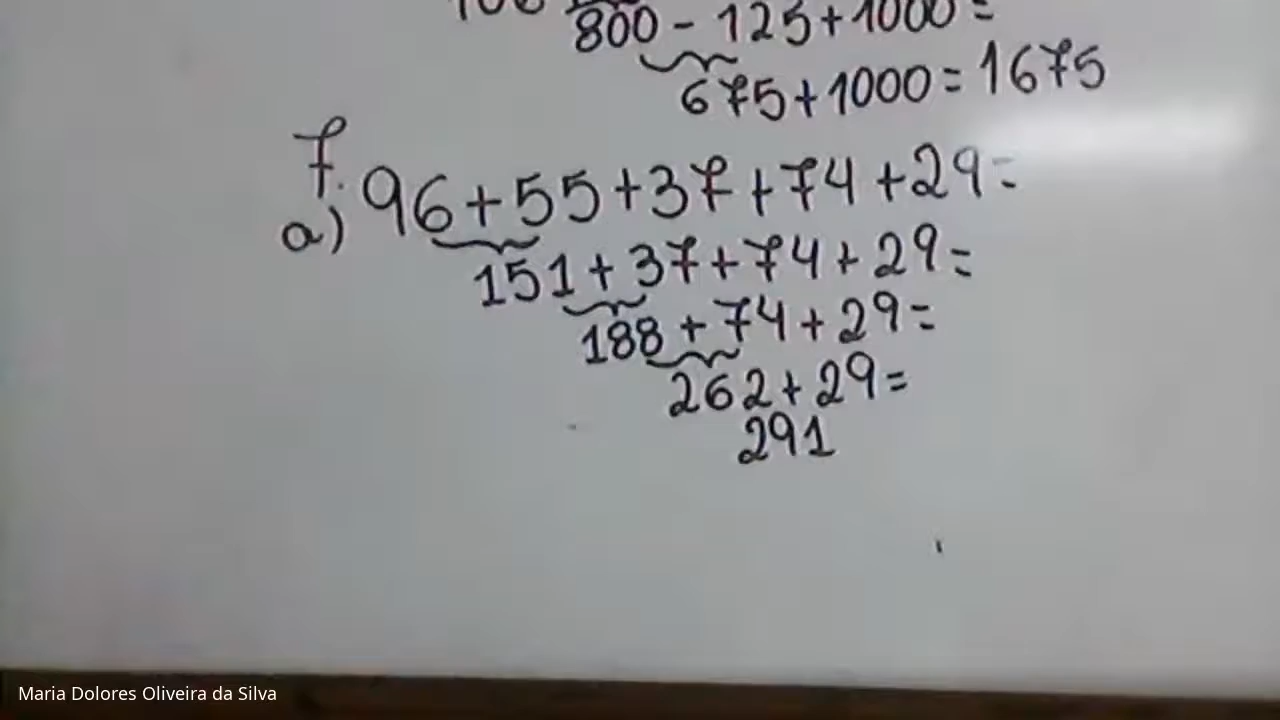 800 - 125 + 1000 =
675 + 1000 = 1675
7.
a) 96 + 55 + 37 + 74 + 29 =
151 + 37 + 74 + 29 =
188 + 74 + 29 =
262 + 29 =
291
Maria Dolores Oliveira da Silva